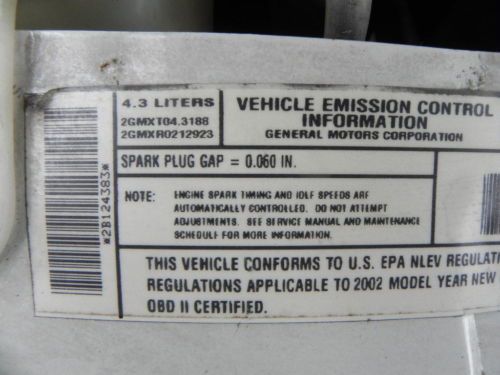 *2B124383*
4.3 LITERS
2GMXT04.3188
2GMXR0212923
VEHICLE EMISSION CONTROL
INFORMATION
GENERAL MOTORS CORPORATION
SPARK PLUG GAP = 0.060 IN.
NOTE: ENGINE SPARK TIMING AND IDLE SPEEDS ARE
AUTOMATICALLY CONTROLLED. DO NOT ATTEMPT
ADJUSTMENTS. SEE SERVICE MANUAL AND MAINTENANCE
SCHEDULE FOR MORE INFORMATION.
THIS VEHICLE CONFORMS TO U.S. EPA NLEV REGULATI
REGULATIONS APPLICABLE TO 2002 MODEL YEAR NEW
OBD II CERTIFIED.